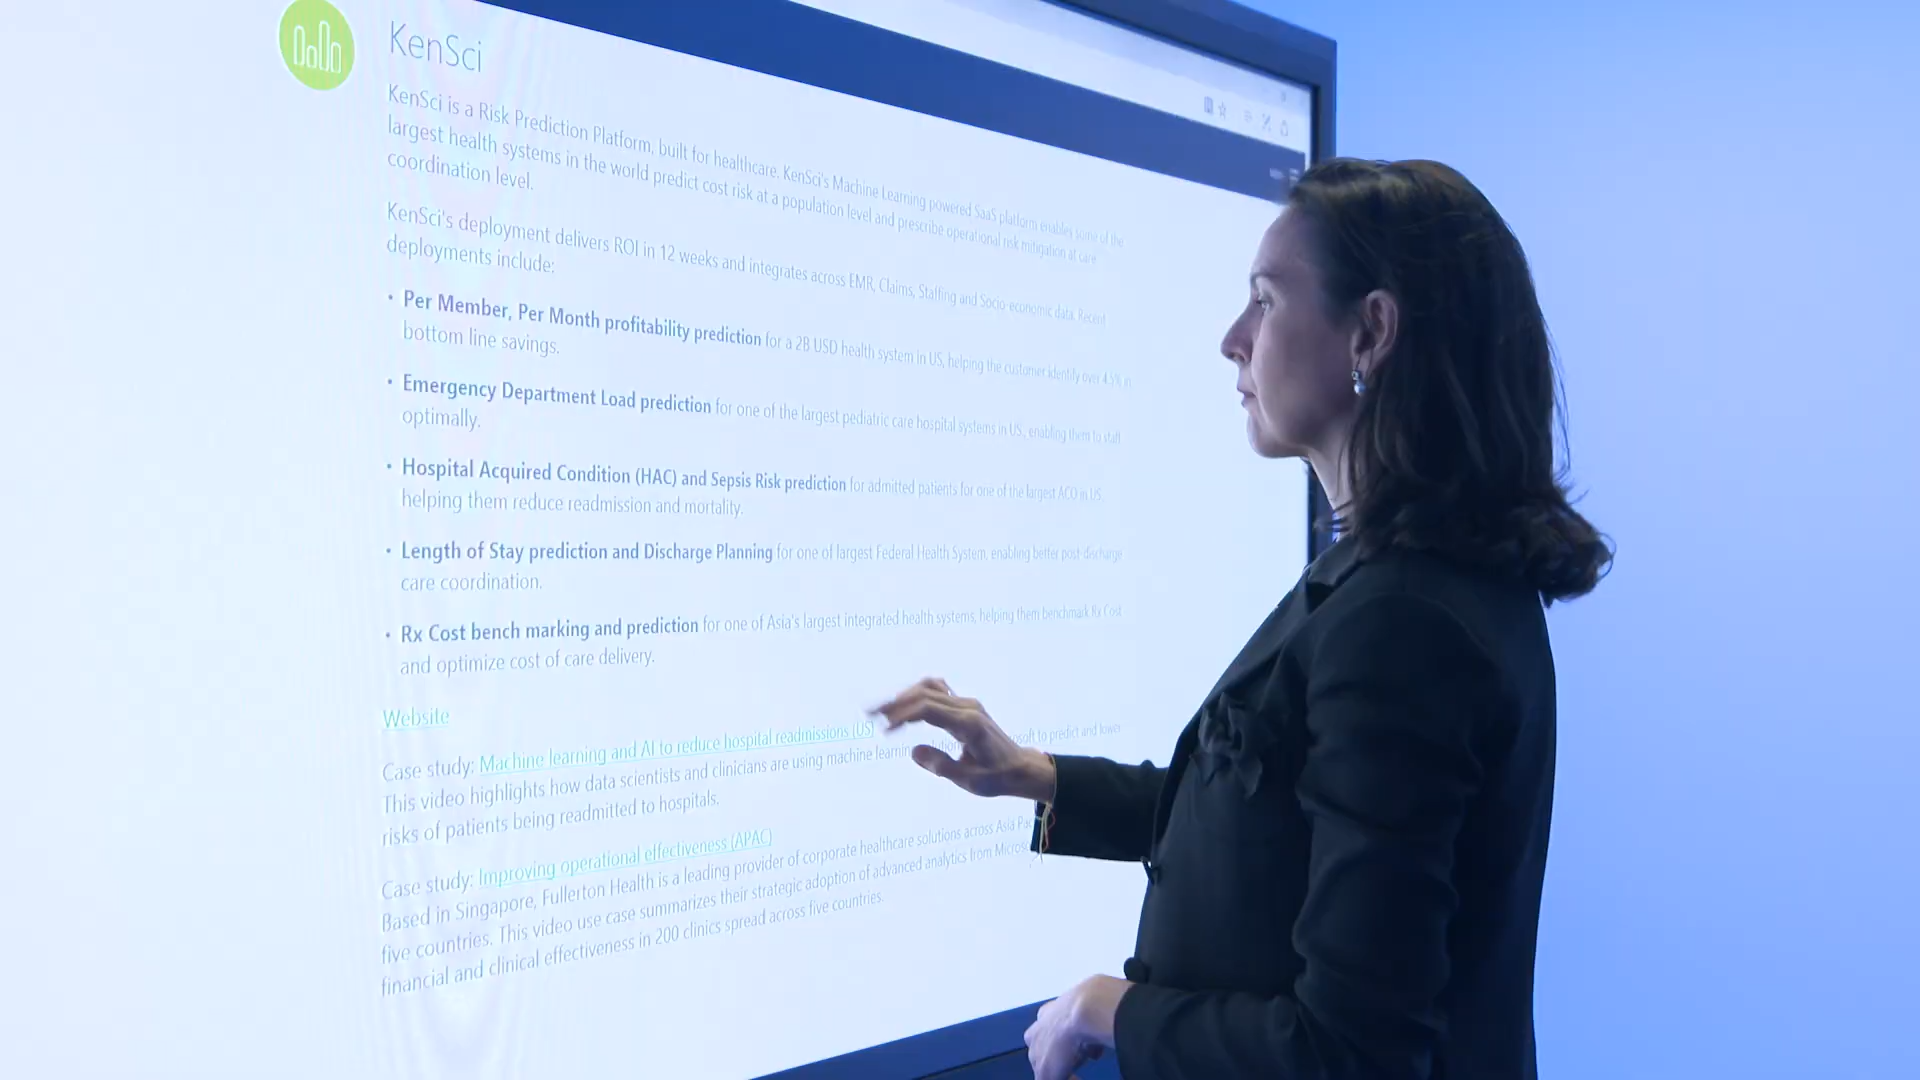 KenSci
KenSci is a Risk Prediction Platform, built for healthcare. KenSci's Machine Learning powered SaaS platform enables some of the
largest health systems in the world predict cost risk at a population level and prescribe operational risk mitigation at care
coordination level.
KenSci's deployment delivers ROI in 12 weeks and integrates across EMR, Claims, Staffing and Socio-economic data. Recent
deployments include:
• Per Member, Per Month profitability prediction for a 2B USD health system in US, helping the customer identify over 4.5% in
bottom line savings.
• Emergency Department Load prediction for one of the largest pediatric care hospital systems in US, enabling them to staff
optimally.
• Hospital Acquired Condition (HAC) and Sepsis Risk prediction for admitted patients for one of the largest ACO in US
helping them reduce readmission and mortality.
• Length of Stay prediction and Discharge Planning for one of largest Federal Health System, enabling better post-discharge
care coordination.
• Rx Cost bench marking and prediction for one of Asia's largest integrated health systems, helping them benchmark Rx Cost
and optimize cost of care delivery.
Website
Case study: Machine learning and AI to reduce hospital readmissions (US)
This video highlights how data scientists and clinicians are using machine to predict and lower
risks of patients being readmitted to hospitals.
Case study: Improving operational effectiveness (APAC)
Based in Singapore, Fullerton Health is a leading provider of corporate healthcare solutions across Asia
five countries. This video use case summarizes their strategic adoption of advanced analytics from
financial and clinical effectiveness in 200 clinics spread across five countries.